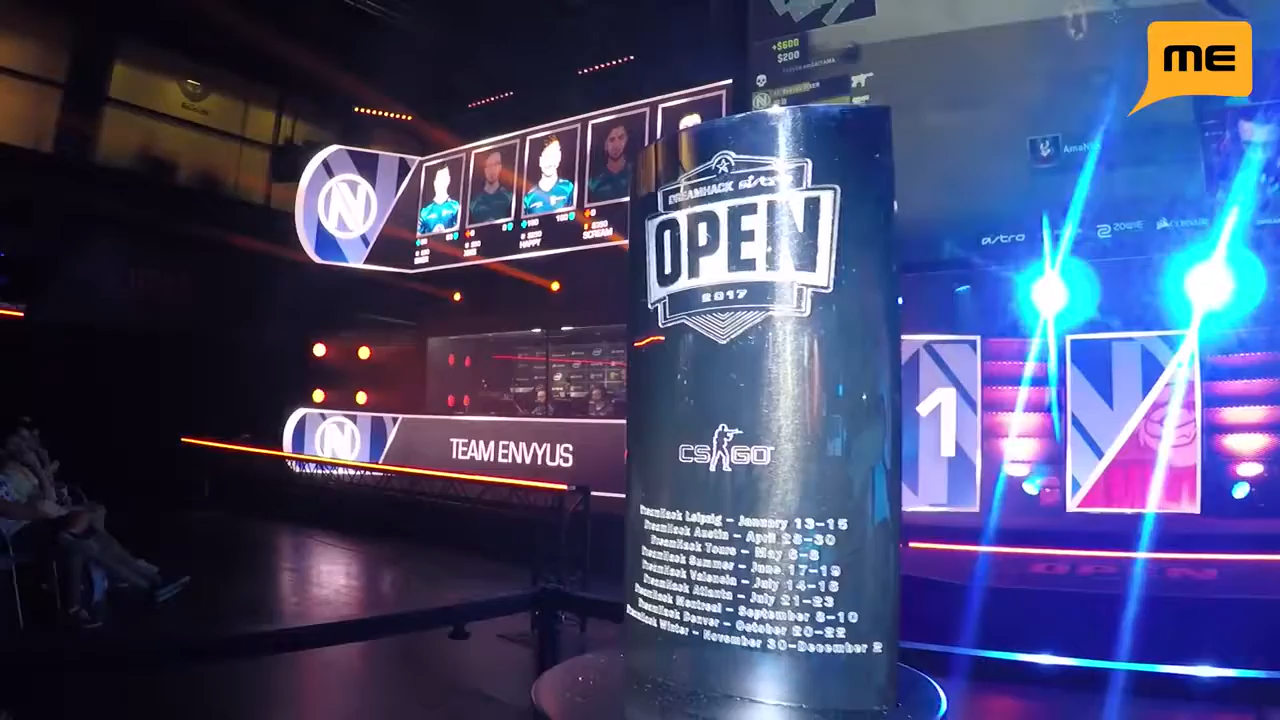 ME
+$600
$200
N
HAPPY
SCREAM
DREAMHACK astro
OPEN
2017
astro
ZOWIE
CORSAIR
N
TEAM ENVYUS
1
CS GO
DreamHack Leipzig - January 13-15
DreamHack Austin - April 28-30
DreamHack Tours - May 6-8
DreamHack Summer - June 17-19
DreamHack Valencia - July 14-16
DreamHack Atlanta - July 21-23
DreamHack Montreal - September 8-10
DreamHack Denver - October 20-22
DreamHack Winter - November 30-December 2
OPEN